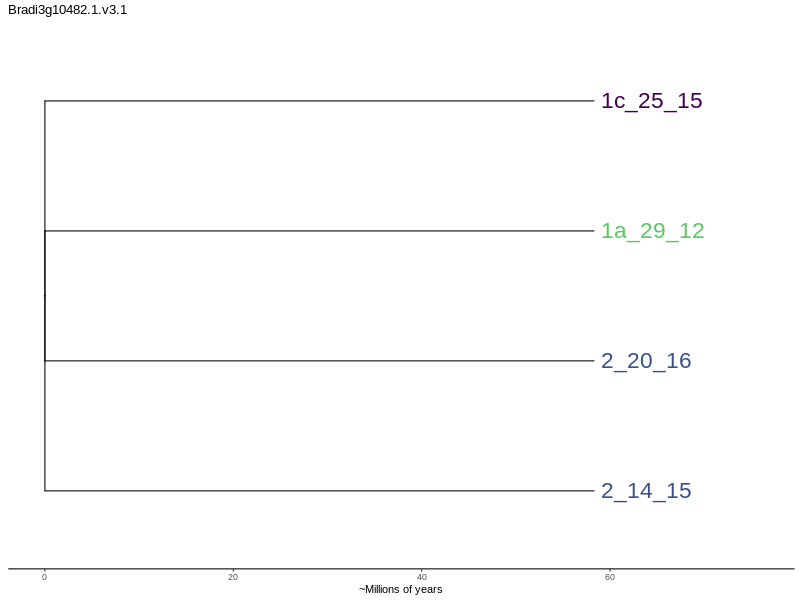 Bradi3g10482.1.v3.1
1c_25_15
1a_29_12
2_20_16
2_14_15
0 20 40 60
~Millions of years